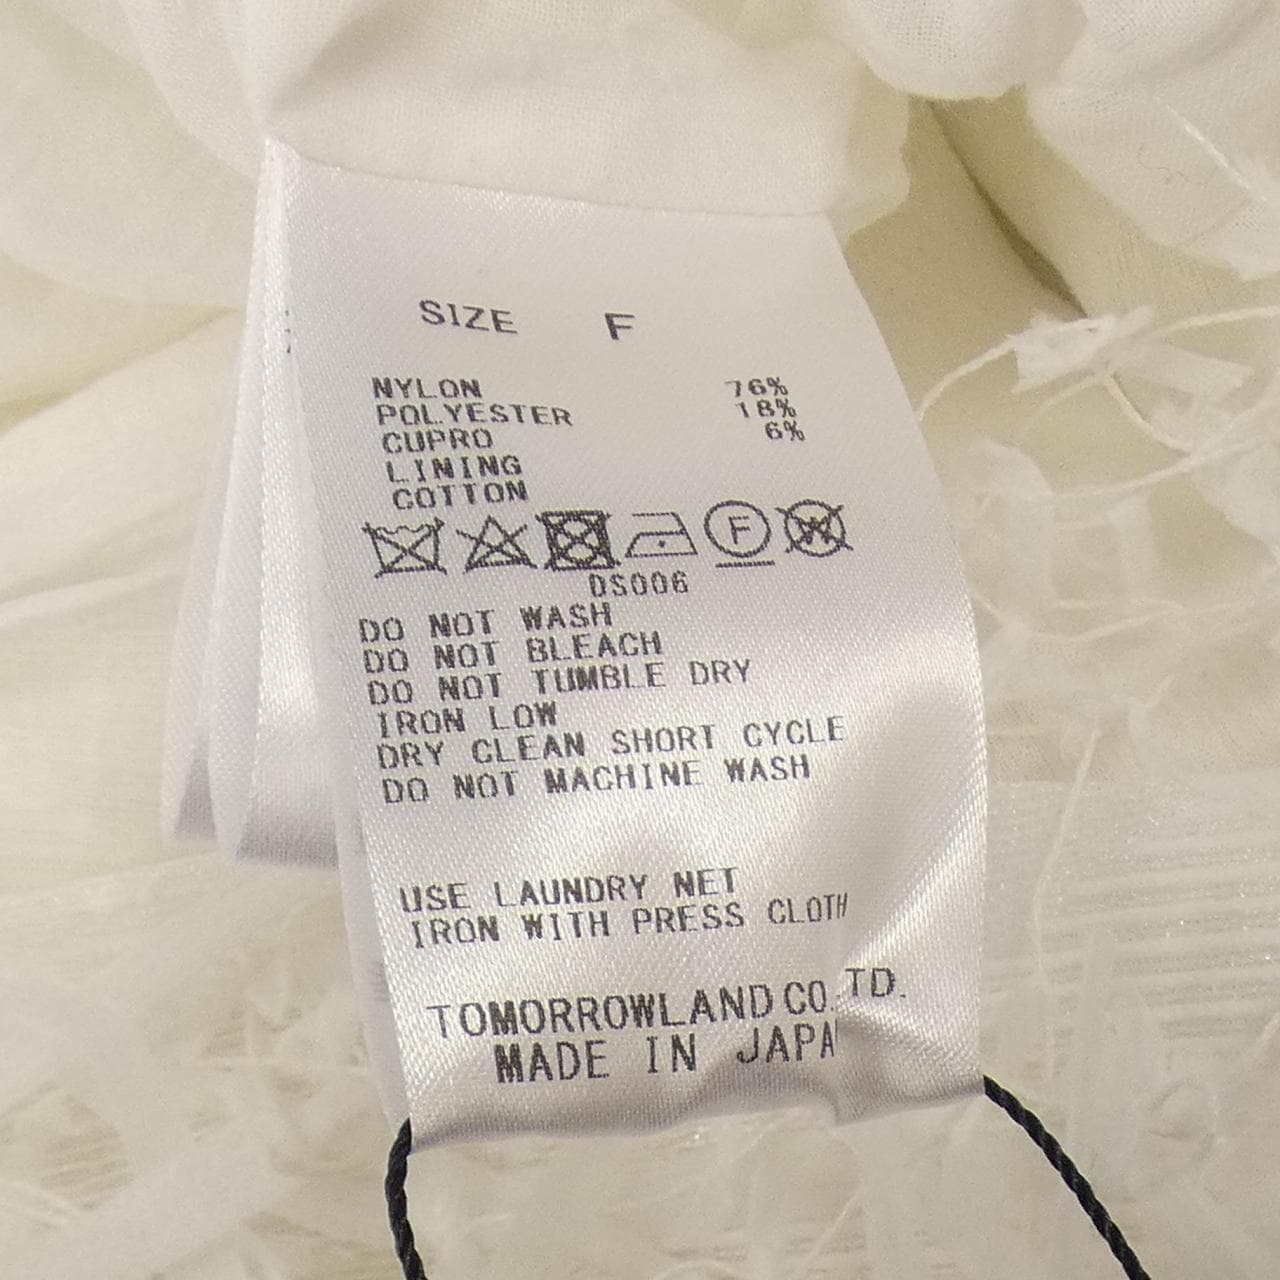 SIZE F
NYLON 76%
POLYESTER 18%
CUPRO 6%
LINING
COTTON
F W
DS006
DO NOT WASH
DO NOT BLEACH
DO NOT TUMBLE DRY
IRON LOW
DRY CLEAN SHORT CYCLE
DO NOT MACHINE WASH
USE LAUNDRY NET
IRON WITH PRESS CLOTH
TOMORROWLAND CO. TD.
MADE IN JAPA